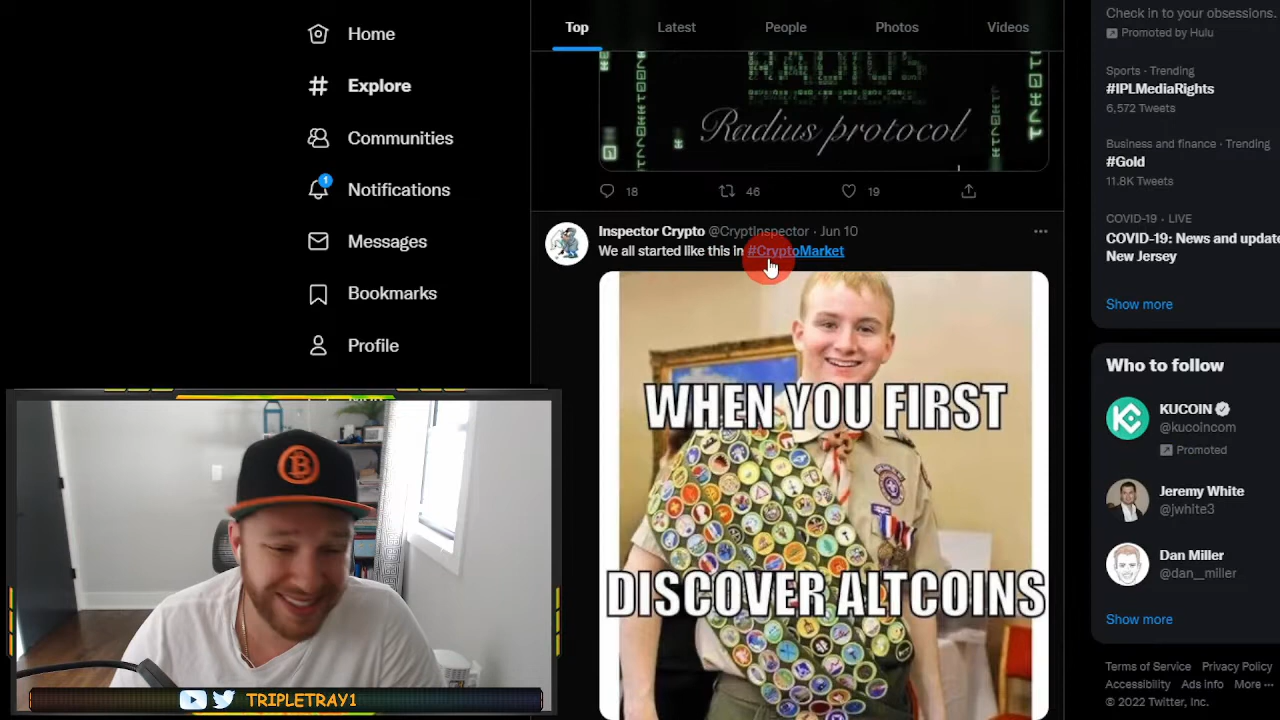 Home
Explore
Communities
1
Notifications
Messages
Bookmarks
Profile
Top
Latest
People
Photos
Videos
RADIUS
Radius protocol
18
46
19
Inspector Crypto @CryptInspector · Jun 10
We all started like this in #CryptoMarket
WHEN YOU FIRST
DISCOVER ALTCOINS
Check in to your obsessions.
Promoted by Hulu
Sports · Trending
#IPLMediaRights
6,572 Tweets
Business and finance · Trending
#Gold
11.8K Tweets
COVID-19 · LIVE
COVID-19: News and update
New Jersey
Show more
Who to follow
KUCOIN
@kucoincom
Promoted
Jeremy White
@jwhite3
Dan Miller
@dan__miller
Show more
Terms of Service Privacy Policy
Accessibility Ads info More ···
© 2022 Twitter, Inc.
B
TRIPLETRAY1